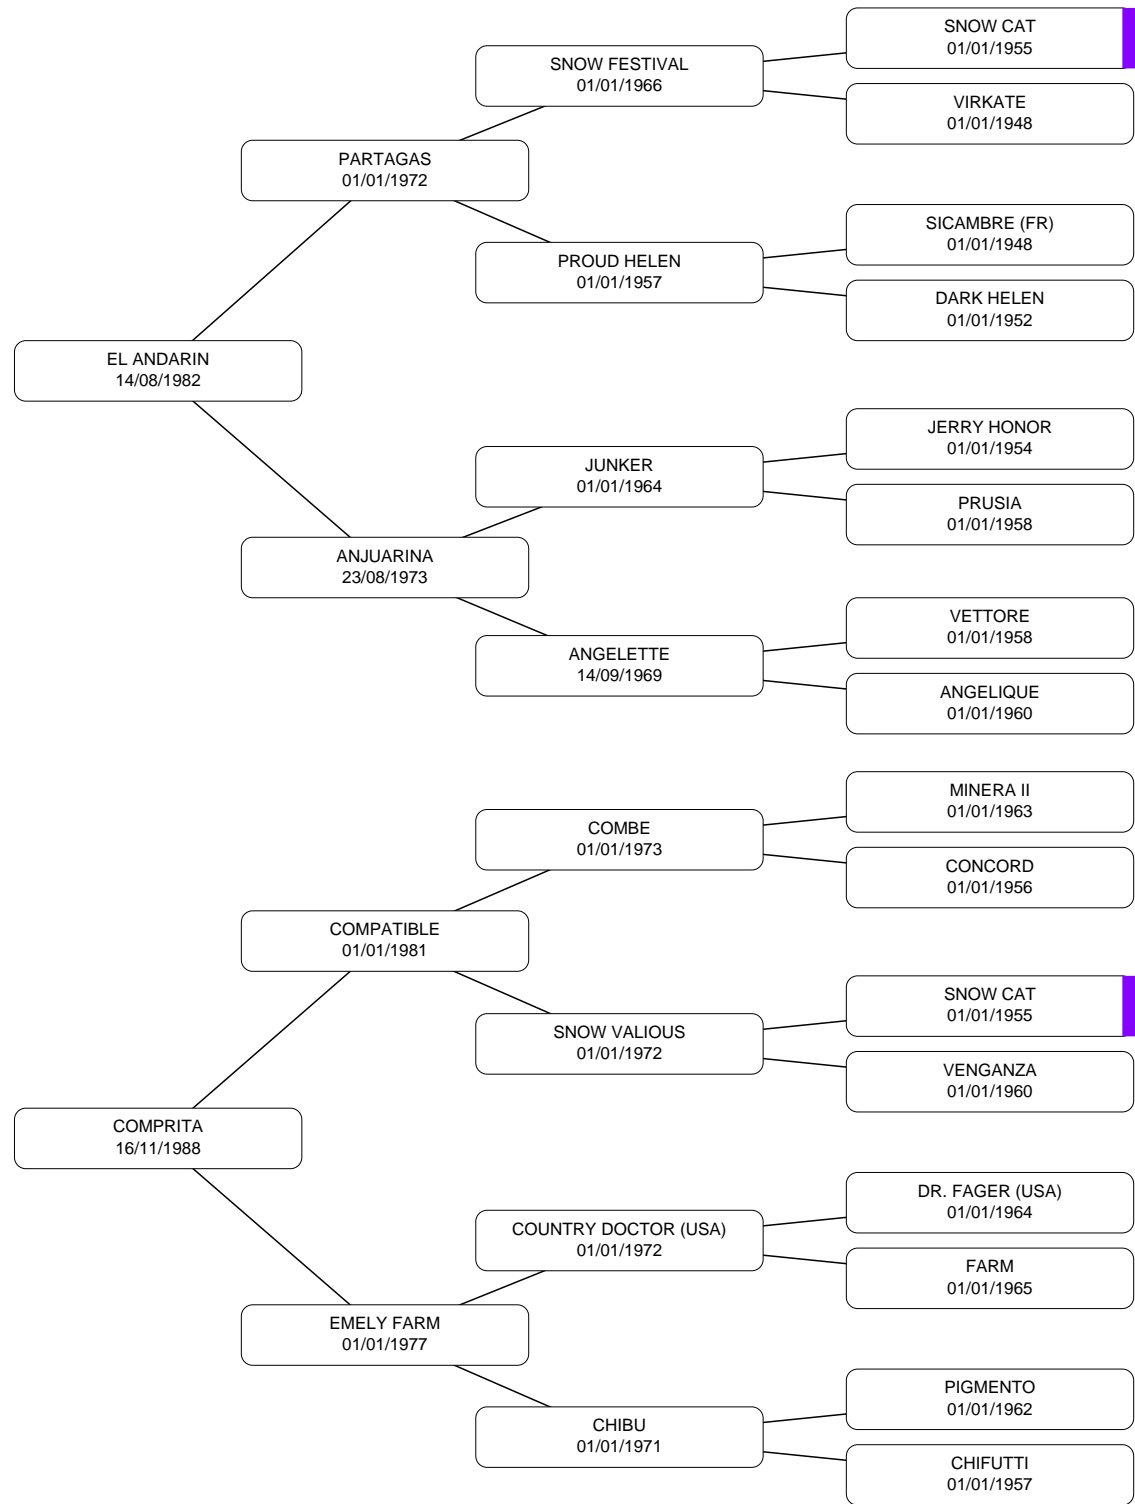 SNOW CAT
01/01/1955
SNOW FESTIVAL
01/01/1966
VIRKATE
01/01/1948
PARTAGAS
01/01/1972
SICAMBRE (FR)
01/01/1948
PROUD HELEN
01/01/1957
DARK HELEN
01/01/1952
EL ANDARIN
14/08/1982
JERRY HONOR
01/01/1954
JUNKER
01/01/1964
PRUSIA
01/01/1958
ANJUARINA
23/08/1973
VETTORE
01/01/1958
ANGELETTE
14/09/1969
ANGELIQUE
01/01/1960
MINERA II
01/01/1963
COMBE
01/01/1973
CONCORD
01/01/1956
COMPATIBLE
01/01/1981
SNOW CAT
01/01/1955
SNOW VALIOUS
01/01/1972
VENGANZA
01/01/1960
COMPRITA
16/11/1988
DR. FAGER (USA)
01/01/1964
COUNTRY DOCTOR (USA)
01/01/1972
FARM
01/01/1965
EMELY FARM
01/01/1977
PIGMENTO
01/01/1962
CHIBU
01/01/1971
CHIFUTTI
01/01/1957